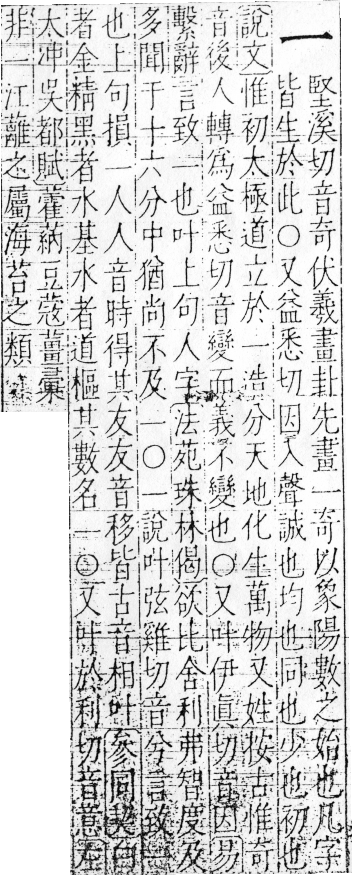 一
堅溪切音奇伏羲畫卦先畫一奇以象陽數之始也凡字
皆生於此○又益悉切因入聲誠也均也同也少也初也
說文惟初太極道立於一造分天地化生萬物又姓按古惟奇
音後人轉爲益悉切音變而義不變也○又叶伊眞切音因易
繫辭言致一也叶上句人字法苑珠林偈欲比舍利弗智度及
多聞于十六分中猶尚不及一○一說叶弦雞切音兮言致一
也上句損一人人音時得其友友音移皆古音相叶參同契白
者金精黑者水基水者道樞其數名一○又叶於利切音意左
太冲吳都賦藿蒳豆蔻薑彙
非一江蘺之屬海苔之類